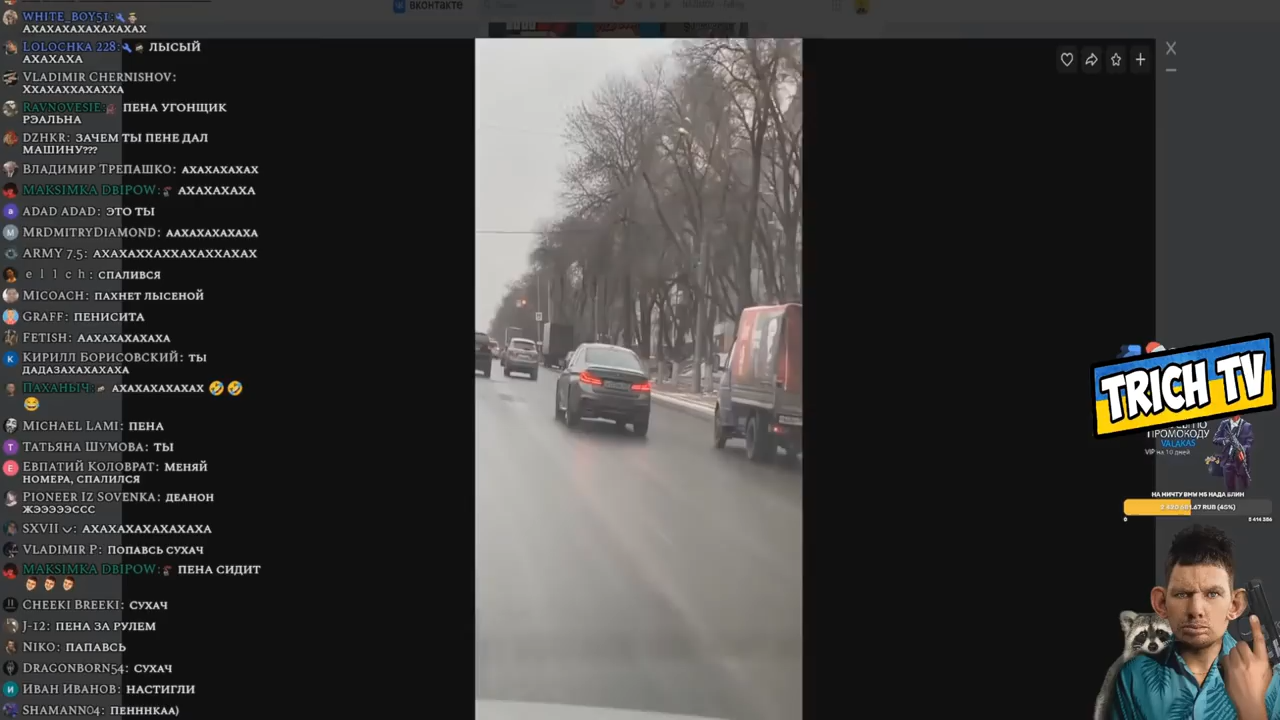 WHITE_BOY51:
АХАХАХАХАХАХАХ
вконтакте
LOLOCHKA 228: ЛЫСЫЙ
АХАХАХА
VLADIMIR CHERNISHOV:
ХХАХАХХАХАХХА
RAVNOVESIE: ПЕНА УГОНЩИК
РЭАЛЬНА
DZHKR: ЗАЧЕМ ТЫ ПЕНЕ ДАЛ
МАШИНУ???
ВЛАДИМИР ТРЕПАШКО: АХАХАХАХАХ
MAKSIMKA DBIPOW: АХАХАХАХА
ADAD ADAD: ЭТО ТЫ
MRDMITRYDIAMOND: ААХАХАХАХАХА
ARMY 7.5: АХАХАХХАХХАХАХХАХАХ
e l l c h: СПАЛИВСЯ
MICOACH: ПАХНЕТ ЛЫСЕНОЙ
GRAFF: ПЕНИСИТА
FETISH: ААХАХАХАХАХА
КИРИЛЛ БОРИСОВСКИЙ: ТЫ
ДАДАЗАХАХАХАХА
ПАХАНЫЧ: АХАХАХАХАХАХ 🤣 🤣
😂
MICHAEL LAMI: ПЕНА
ТАТЬЯНА ШУМОВА: ТЫ
ЕВПАТИЙ КОЛОВРАТ: МЕНЯЙ
НОМЕРА, СПАЛИЛСЯ
PIONEER IZ SOVENKA: ДЕАНОН
ЖЭЭЭЭЭССС
SXVII: АХАХАХАХАХАХАХА
VLADIMIR P: ПОПАВСЬ СУХАЧ
MAKSIMKA DBIPOW: ПЕНА СИДИТ
CHEEKI BREEKI: СУХАЧ
J-12: ПЕНА ЗА РУЛЕМ
NIKO: ПАПАВСЬ
DRAGONBORN54: СУХАЧ
ИВАН ИВАНОВ: НАСТИГЛИ
SHAMANN04: ПЕНННКАА)
TRICH TV
ПРОМОКОДУ
VALAKAS
VIP на 10 дней
НА НИЧТУ BMW M5 НАДА БЛИН
0